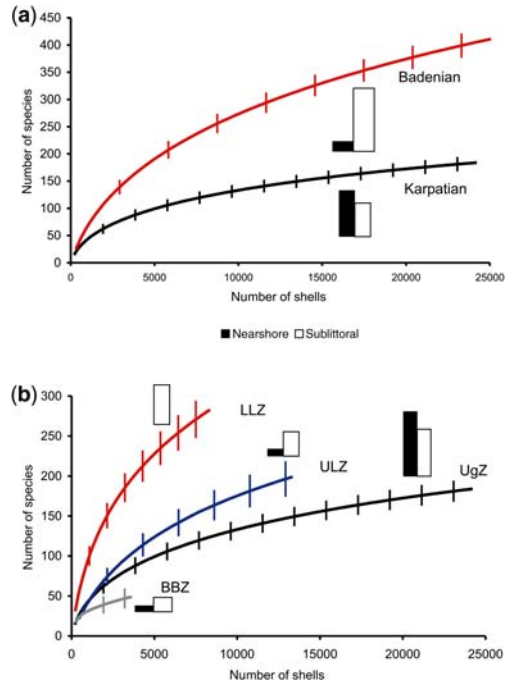 (a)
450
400
350
300
250
200
150
100
50
0
Number of species
Badenian
Karpatian
0 5000 10000 15000 20000 25000
Number of shells
Nearshore Sublittoral
(b)
300
250
200
150
100
50
0
Number of species
LLZ
ULZ
UgZ
BBZ
0 5000 10000 15000 20000 25000
Number of shells